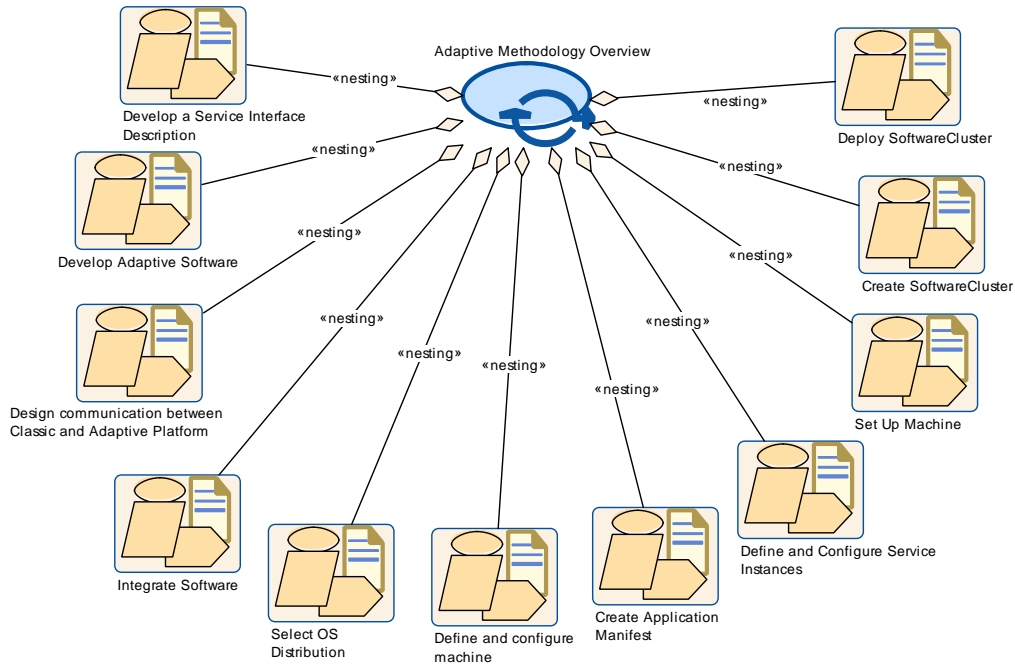 Adaptive Methodology Overview
«nesting»
«nesting»
Develop a Service Interface
Description
Deploy SoftwareCluster
«nesting»
«nesting»
Develop Adaptive Software
«nesting»
«nesting»
Create SoftwareCluster
«nesting»
«nesting»
Design communication between
Classic and Adaptive Platform
«nesting»
«nesting»
«nesting»
Set Up Machine
Integrate Software
Define and Configure Service
Instances
Select OS
Distribution
Define and configure
machine
Create Application
Manifest